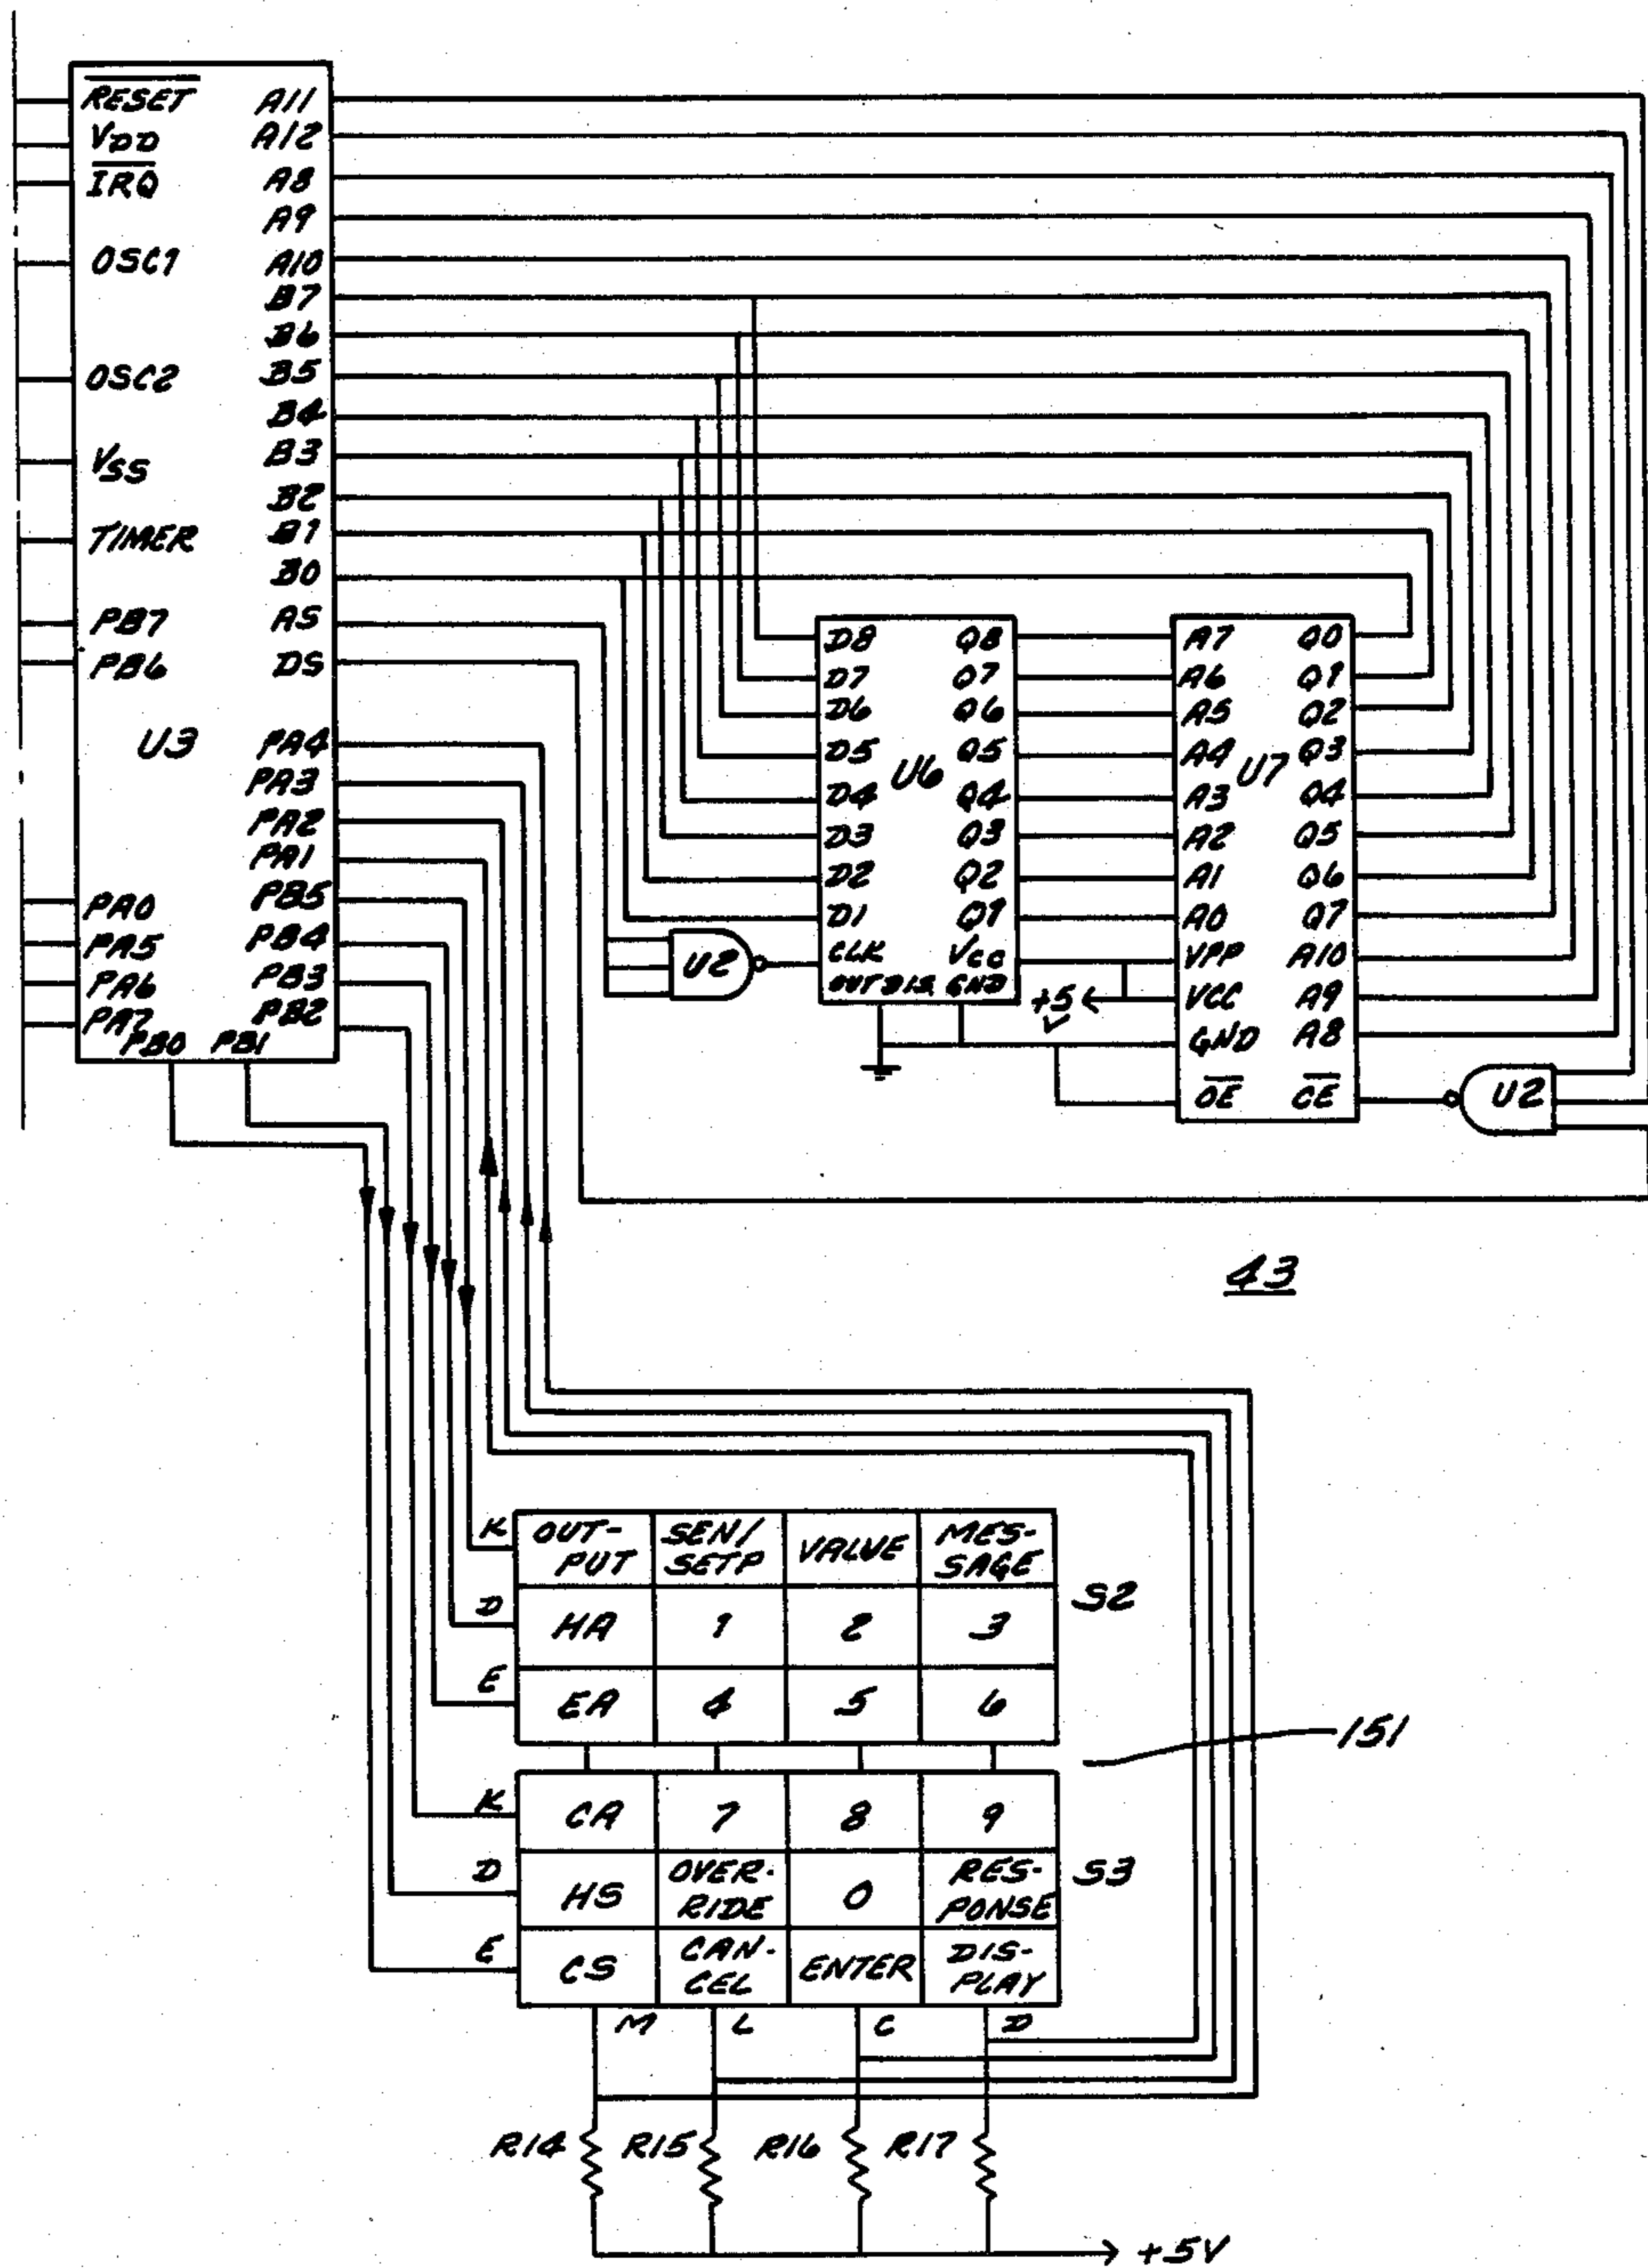 RESET A11
VDD A12
IRQ A8
A9
OSC1 A10
B7
B6
OSC2 B5
B4
VSS B3
B2
TIMER B1
B0
PB7 AS
PB6 DS
U3 PA4
PA3
PA2
PA1
PA0 PB5
PA5 PB4
PA6 PB3
PA7 PB2
PB0 PB1
D8 Q8
D7 Q7
D6 Q6
D5 Q5
U6
D4 Q4
D3 Q3
D2 Q2
D1 Q1
CLK VCC
OUT DIS. GND
U2
A7 Q0
A6 Q1
A5 Q2
A4 Q3
U7
A3 Q4
A2 Q5
A1 Q6
A0 Q7
VPP A10
VCC A9
GND A8
OE CE
+5
V
U2
43
K OUT- SEN/ VALUE MES-
PUT SETP SAGE
S2
D HA 1 2 3
E EA 4 5 6
151
K CA 7 8 9
S3
D HS OVER- 0 RES-
RIDE PONSE
E CS CAN- ENTER DIS-
CEL PLAY
M L C D
R14 R15 R16 R17
+5V